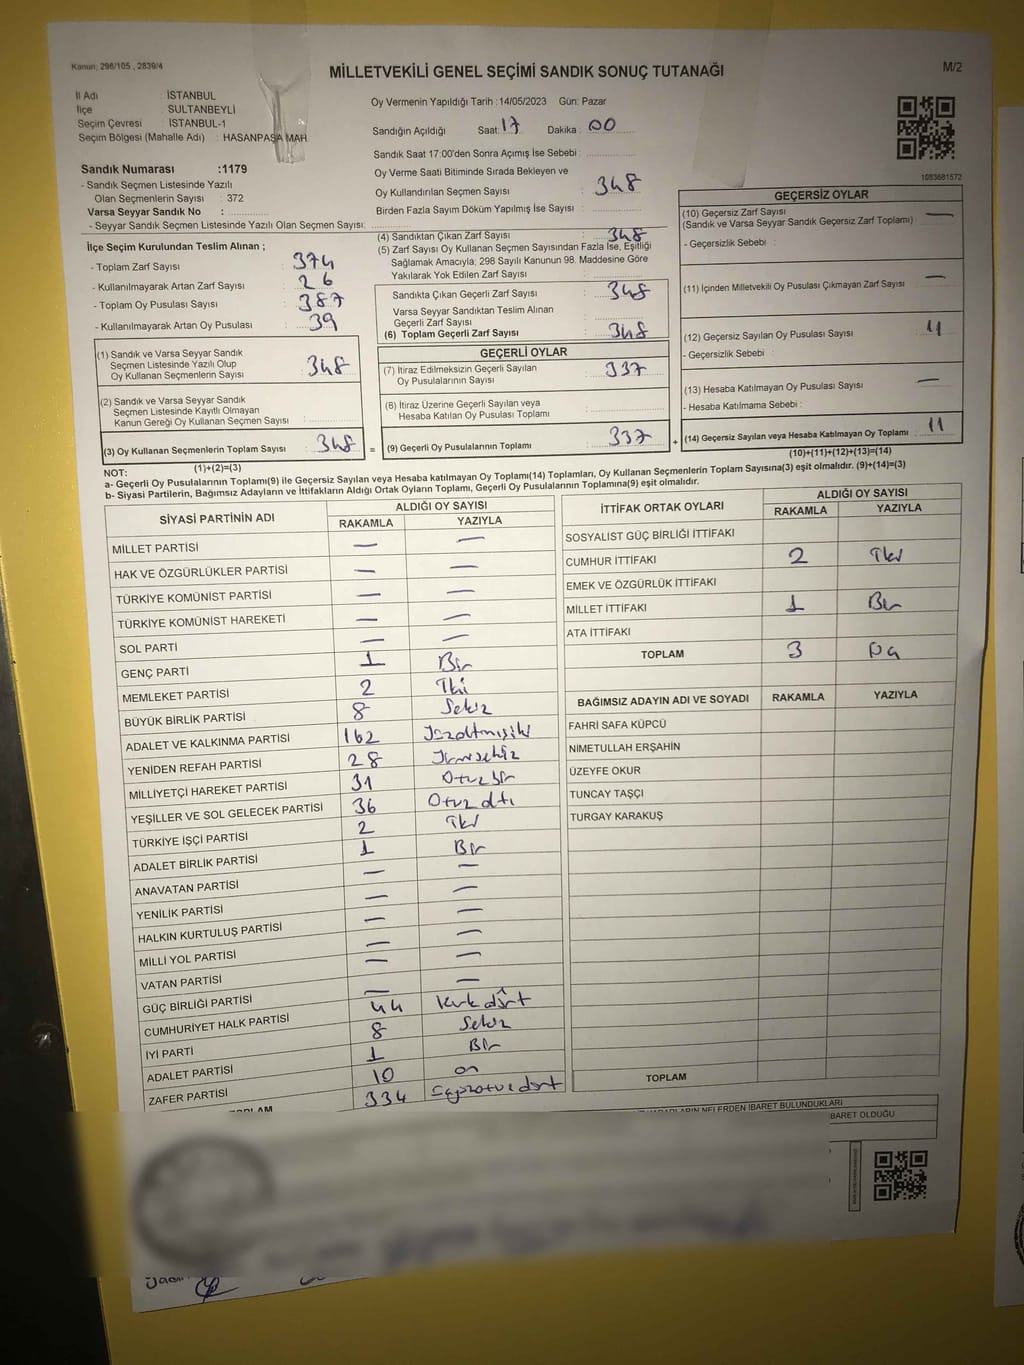 Kanun: 298/105 , 2839/4
MİLLETVEKİLİ GENEL SEÇİMİ SANDIK SONUÇ TUTANAĞI
M/2
İl Adı : İSTANBUL
İlçe : SULTANBEYLİ
Seçim Çevresi : İSTANBUL-1
Seçim Bölgesi (Mahalle Adı) : HASANPAŞA MAH.
Oy Vermenin Yapıldığı Tarih :14/05/2023 Gün: Pazar
Sandığın Açıldığı Saat: 17 Dakika : 00
Sandık Saat 17:00'den Sonra Açımış İse Sebebi :
Oy Verme Saati Bitiminde Sırada Bekleyen ve
Oy Kullandırılan Seçmen Sayısı : 348
Birden Fazla Sayım Döküm Yapılmış İse Sayısı :
1083681572
Sandık Numarası :1179
- Sandık Seçmen Listesinde Yazılı
Olan Seçmenlerin Sayısı : 372
Varsa Seyyar Sandık No :
- Seyyar Sandık Seçmen Listesinde Yazılı Olan Seçmen Sayısı:
İlçe Seçim Kurulundan Teslim Alınan ;
- Toplam Zarf Sayısı : 374
- Kullanılmayarak Artan Zarf Sayısı : 26
- Toplam Oy Pusulası Sayısı : 387
- Kullanılmayarak Artan Oy Pusulası : 39
(1) Sandık ve Varsa Seyyar Sandık
Seçmen Listesinde Yazılı Olup
Oy Kullanan Seçmenlerin Sayısı : 348
(2) Sandık ve Varsa Seyyar Sandık
Seçmen Listesinde Kayıtlı Olmayan
Kanun Gereği Oy Kullanan Seçmen Sayısı :
(3) Oy Kullanan Seçmenlerin Toplam Sayısı : 348 =
(1)+(2)=(3)
(4) Sandıktan Çıkan Zarf Sayısı : 348
(5) Zarf Sayısı Oy Kullanan Seçmen Sayısından Fazla İse, Eşitliği
Sağlamak Amacıyla; 298 Sayılı Kanunun 98. Maddesine Göre
Yakılarak Yok Edilen Zarf Sayısı :
Sandıkta Çıkan Geçerli Zarf Sayısı : 348
Varsa Seyyar Sandıktan Teslim Alınan
Geçerli Zarf Sayısı :
(6) Toplam Geçerli Zarf Sayısı : 348
GEÇERLİ OYLAR
(7) İtiraz Edilmeksizin Geçerli Sayılan
Oy Pusulalarının Sayısı : 337
(8) İtiraz Üzerine Geçerli Sayılan veya
Hesaba Katılan Oy Pusulası Toplamı :
(9) Geçerli Oy Pusulalarının Toplamı : 337 +
GEÇERSİZ OYLAR
(10) Geçersiz Zarf Sayısı : —
(Sandık ve Varsa Seyyar Sandık Geçersiz Zarf Toplamı)
- Geçersizlik Sebebi :
(11) İçinden Milletvekili Oy Pusulası Çıkmayan Zarf Sayısı : —
(12) Geçersiz Sayılan Oy Pusulası Sayısı : 11
- Geçersizlik Sebebi :
(13) Hesaba Katılmayan Oy Pusulası Sayısı : —
- Hesaba Katılmama Sebebi :
(14) Geçersiz Sayılan veya Hesaba Katılmayan Oy Toplamı : 11
(10)+(11)+(12)+(13)=(14)
NOT:
a- Geçerli Oy Pusulalarının Toplamı(9) ile Geçersiz Sayılan veya Hesaba katılmayan Oy Toplamı(14) Toplamları, Oy Kullanan Seçmenlerin Toplam Sayısına(3) eşit olmalıdır. (9)+(14)=(3)
b- Siyasi Partilerin, Bağımsız Adayların ve İttifakların Aldığı Ortak Oyların Toplamı, Geçerli Oy Pusulalarının Toplamına(9) eşit olmalıdır.
SİYASİ PARTİNİN ADI ALDIĞI OY SAYISI
RAKAMLA YAZIYLA
MİLLET PARTİSİ — —
HAK VE ÖZGÜRLÜKLER PARTİSİ — —
TÜRKİYE KOMÜNİST PARTİSİ — —
TÜRKİYE KOMÜNİST HAREKETİ — —
SOL PARTİ — —
GENÇ PARTİ 1 Bir
MEMLEKET PARTİSİ 2 İki
BÜYÜK BİRLİK PARTİSİ 8 Sekiz
ADALET VE KALKINMA PARTİSİ 162 Yüzaltmışiki
YENİDEN REFAH PARTİSİ 28 Yirmisekiz
MİLLİYETÇİ HAREKET PARTİSİ 31 Otuz bir
YEŞİLLER VE SOL GELECEK PARTİSİ 36 Otuz altı
TÜRKİYE İŞÇİ PARTİSİ 2 İki
ADALET BİRLİK PARTİSİ 1 Bir
ANAVATAN PARTİSİ — —
YENİLİK PARTİSİ — —
HALKIN KURTULUŞ PARTİSİ — —
MİLLİ YOL PARTİSİ — —
VATAN PARTİSİ — —
GÜÇ BİRLİĞİ PARTİSİ — —
CUMHURİYET HALK PARTİSİ 44 kırk dört
İYİ PARTİ 8 Sekiz
ADALET PARTİSİ 1 Bir
ZAFER PARTİSİ 10 on
334
İTTİFAK ORTAK OYLARI ALDIĞI OY SAYISI
RAKAMLA YAZIYLA
SOSYALİST GÜÇ BİRLİĞİ İTTİFAKI
CUMHUR İTTİFAKI 2 İki
EMEK VE ÖZGÜRLÜK İTTİFAKI
MİLLET İTTİFAKI 1 Bir
ATA İTTİFAKI
TOPLAM 3
BAĞIMSIZ ADAYIN ADI VE SOYADI RAKAMLA YAZIYLA
FAHRİ SAFA KÜPCÜ
NİMETULLAH ERŞAHİN
ÜZEYFE OKUR
TUNCAY TAŞÇI
TURGAY KARAKUŞ
TOPLAM
NELERDEN İBARET BULUNDUKLARI
İBARET OLDUĞU